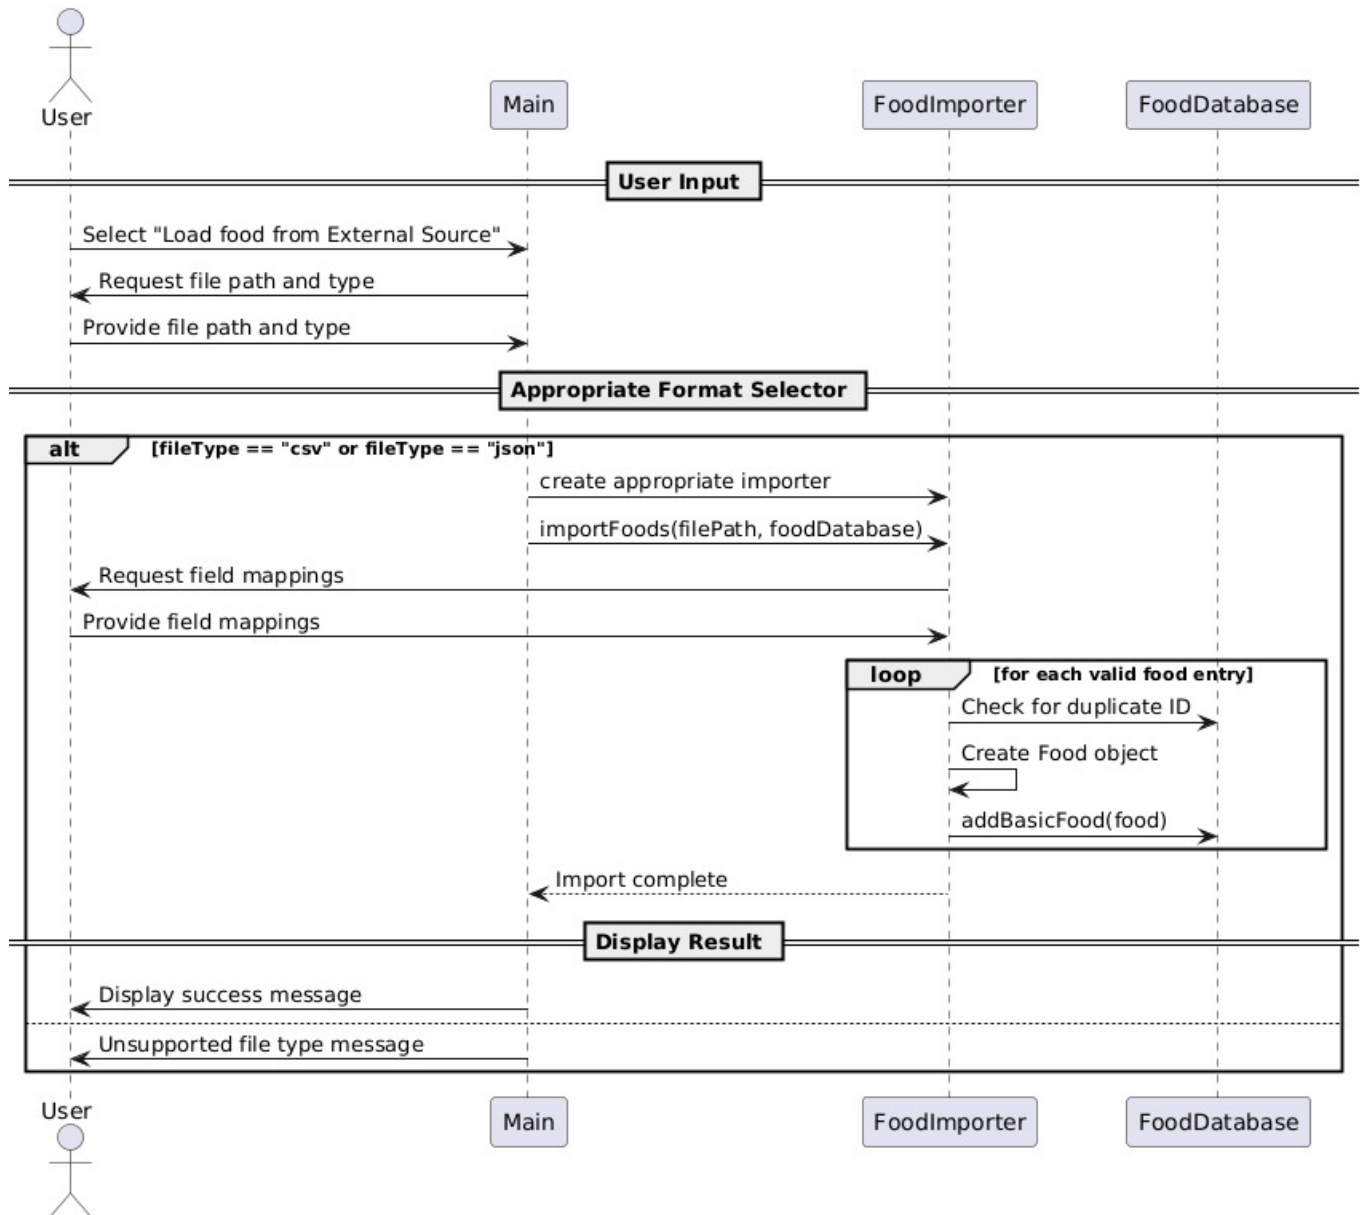 User
Main
FoodImporter
FoodDatabase
User Input
Select "Load food from External Source"
Request file path and type
Provide file path and type
Appropriate Format Selector
alt
[fileType == "csv" or fileType == "json"]
create appropriate importer
importFoods(filePath, foodDatabase)
Request field mappings
Provide field mappings
loop
[for each valid food entry]
Check for duplicate ID
Create Food object
addBasicFood(food)
Import complete
Display Result
Display success message
Unsupported file type message
User
Main
FoodImporter
FoodDatabase